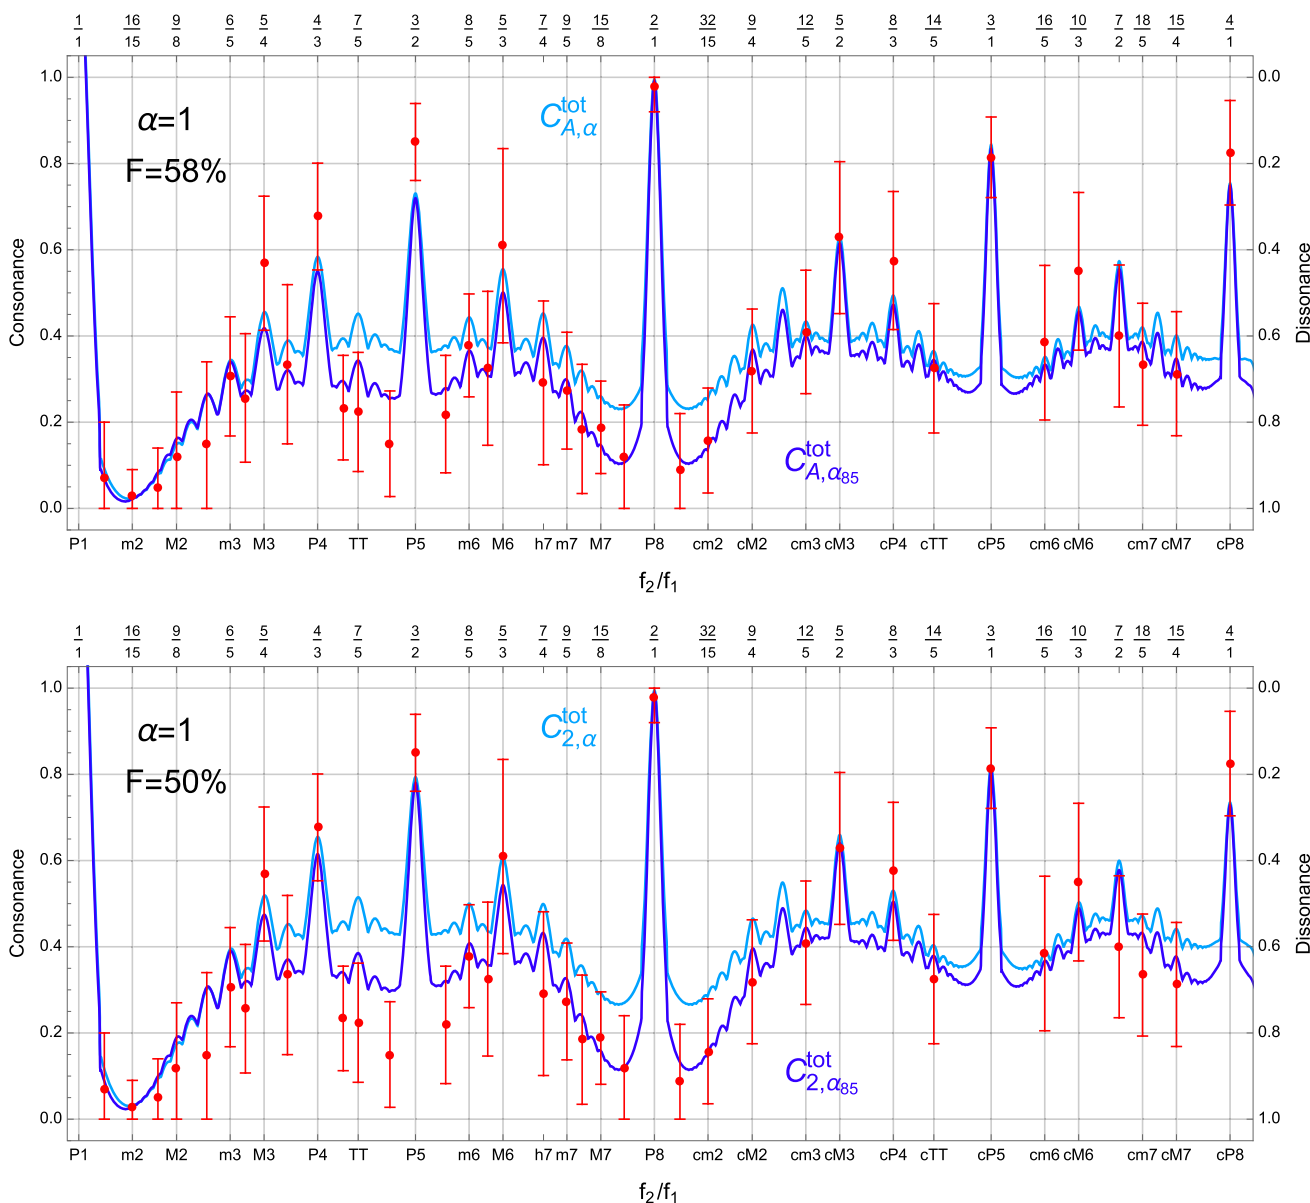 1 16 9 6 5 4 7 3 8 5 7 9 15 2 32 9 12 5 8 14 3 16 10 7 18 15 4
1 15 8 5 4 3 5 2 5 3 4 5 8 1 15 4 5 2 3 5 1 5 3 2 5 4 1
1.0 0.0
α=1 C^tot_A,α
F=58%
0.8 0.2
0.6 0.4
Consonance Dissonance
0.4 0.6
0.2 0.8
C^tot_A,α85
0.0 1.0
P1 m2 M2 m3 M3 P4 TT P5 m6 M6 h7 m7 M7 P8 cm2 cM2 cm3 cM3 cP4 cTT cP5 cm6 cM6 cm7 cM7 cP8
f2/f1
1 16 9 6 5 4 7 3 8 5 7 9 15 2 32 9 12 5 8 14 3 16 10 7 18 15 4
1 15 8 5 4 3 5 2 5 3 4 5 8 1 15 4 5 2 3 5 1 5 3 2 5 4 1
1.0 0.0
α=1 C^tot_2,α
F=50%
0.8 0.2
0.6 0.4
Consonance Dissonance
0.4 0.6
0.2 0.8
C^tot_2,α85
0.0 1.0
P1 m2 M2 m3 M3 P4 TT P5 m6 M6 h7 m7 M7 P8 cm2 cM2 cm3 cM3 cP4 cTT cP5 cm6 cM6 cm7 cM7 cP8
f2/f1